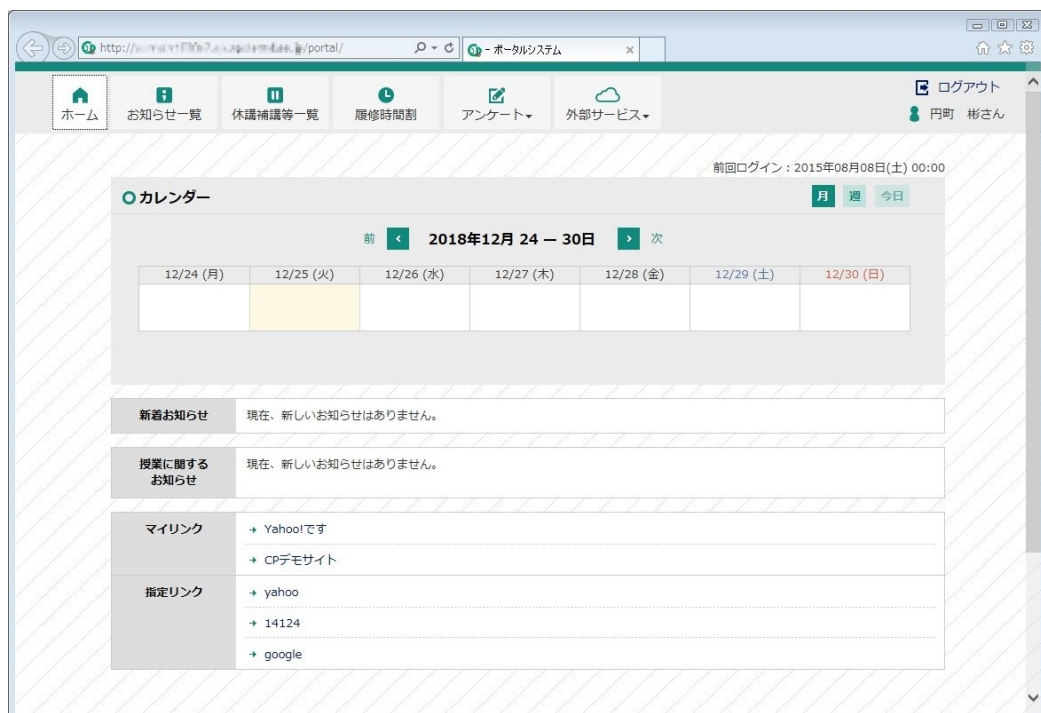 http://
/portal/
- ポータルシステム
ログアウト
ホーム
お知らせ一覧
休講補講等一覧
履修時間割
アンケート
外部サービス
円町 彬さん
前回ログイン：2015年08月08日(土) 00:00
カレンダー
月 週 今日
前 2018年12月 24 — 30日 次
12/24 (月) 12/25 (火) 12/26 (水) 12/27 (木) 12/28 (金) 12/29 (土) 12/30 (日)
新着お知らせ 現在、新しいお知らせはありません。
授業に関する 現在、新しいお知らせはありません。
お知らせ
マイリンク Yahoo!です
CPデモサイト
指定リンク yahoo
14124
google